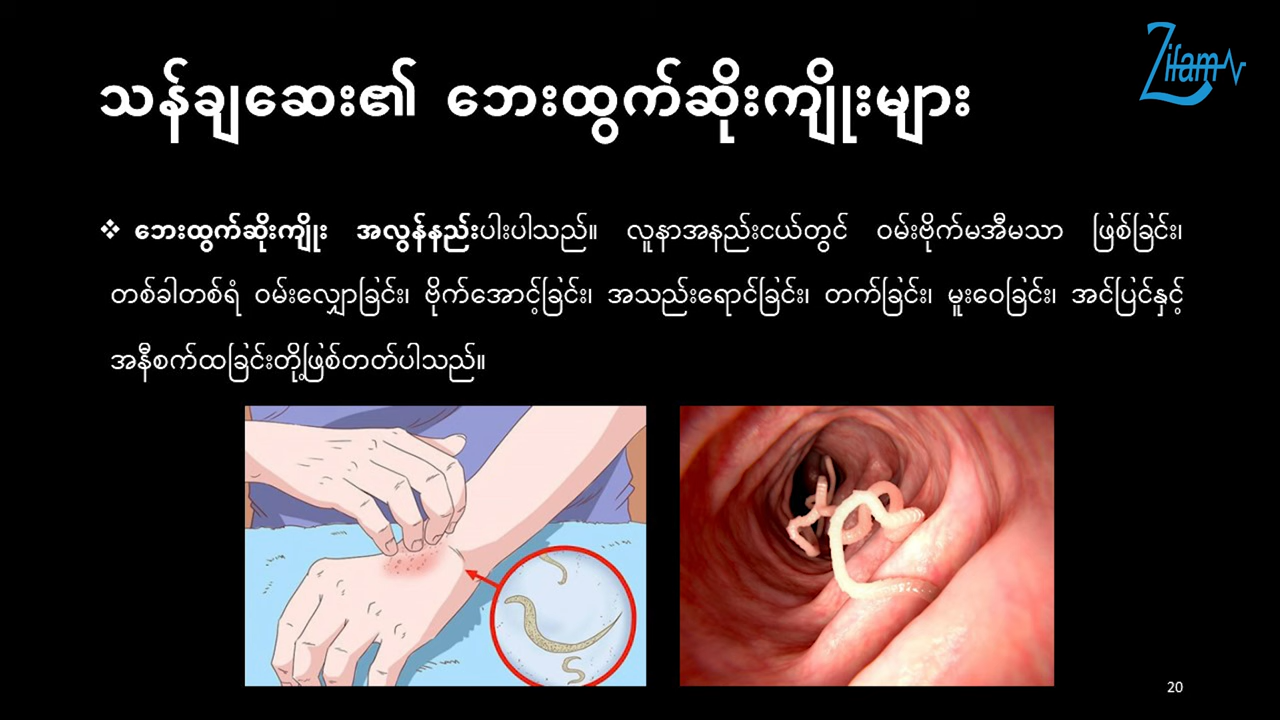 Zifam
သန်ချဆေး၏ ဘေးထွက်ဆိုးကျိုးများ
❖ ဘေးထွက်ဆိုးကျိုး အလွန်နည်းပါးပါသည်။ လူနာအနည်းငယ်တွင် ဝမ်းဗိုက်မအီမသာ ဖြစ်ခြင်း၊
တစ်ခါတစ်ရံ ဝမ်းလျှောခြင်း၊ ဗိုက်အောင့်ခြင်း၊ အသည်းရောင်ခြင်း၊ တက်ခြင်း၊ မူးဝေခြင်း၊ အင်ပြင်နှင့်
အနီစက်ထခြင်းတို့ဖြစ်တတ်ပါသည်။
20